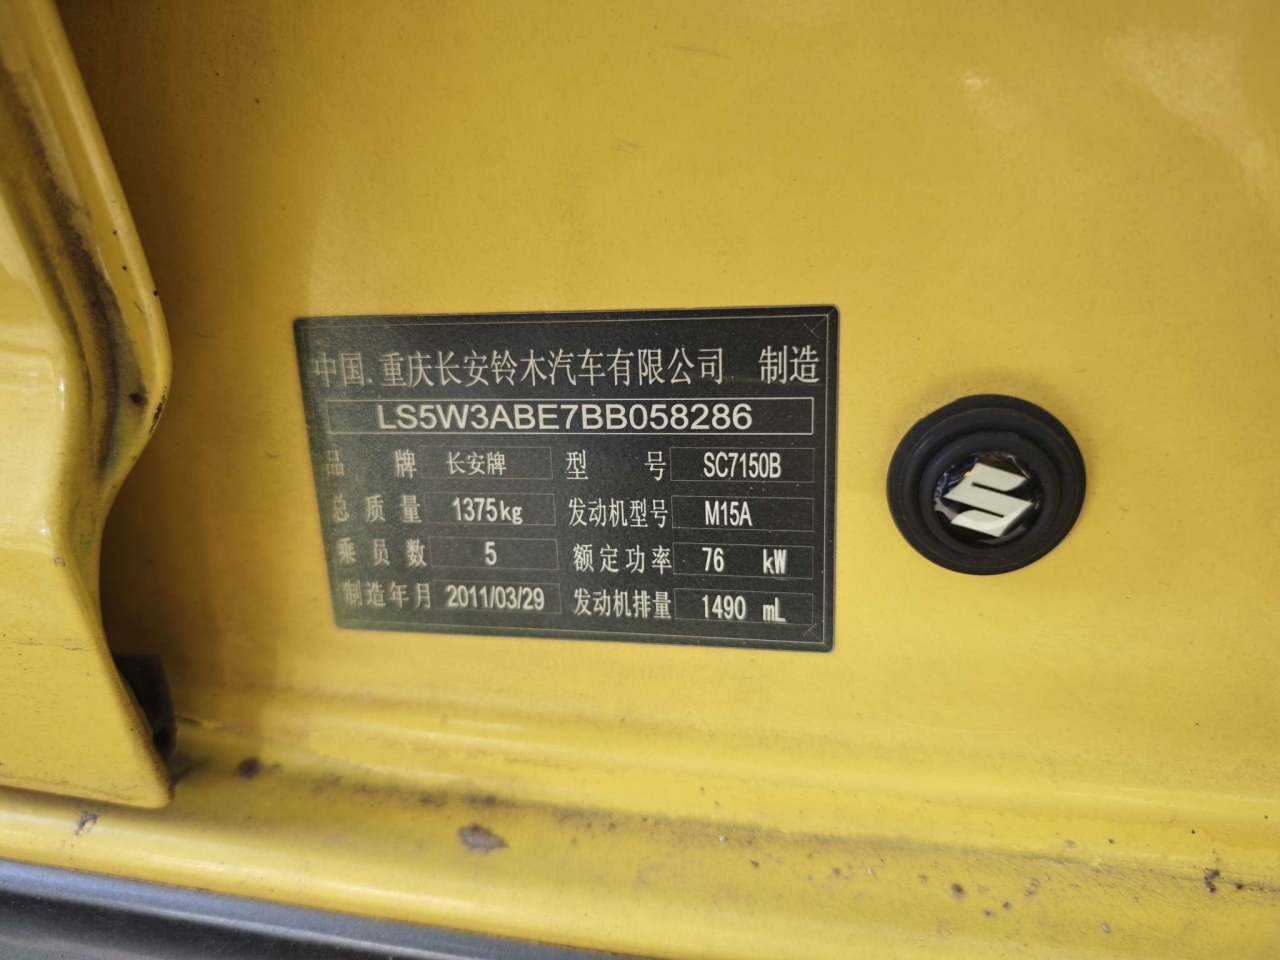 中国.重庆长安铃木汽车有限公司 制造
LS5W3ABE7BB058286
品牌 长安牌 型号 SC7150B
总质量 1375kg 发动机型号 M15A
乘员数 5 额定功率 76 kW
制造年月 2011/03/29 发动机排量 1490 mL